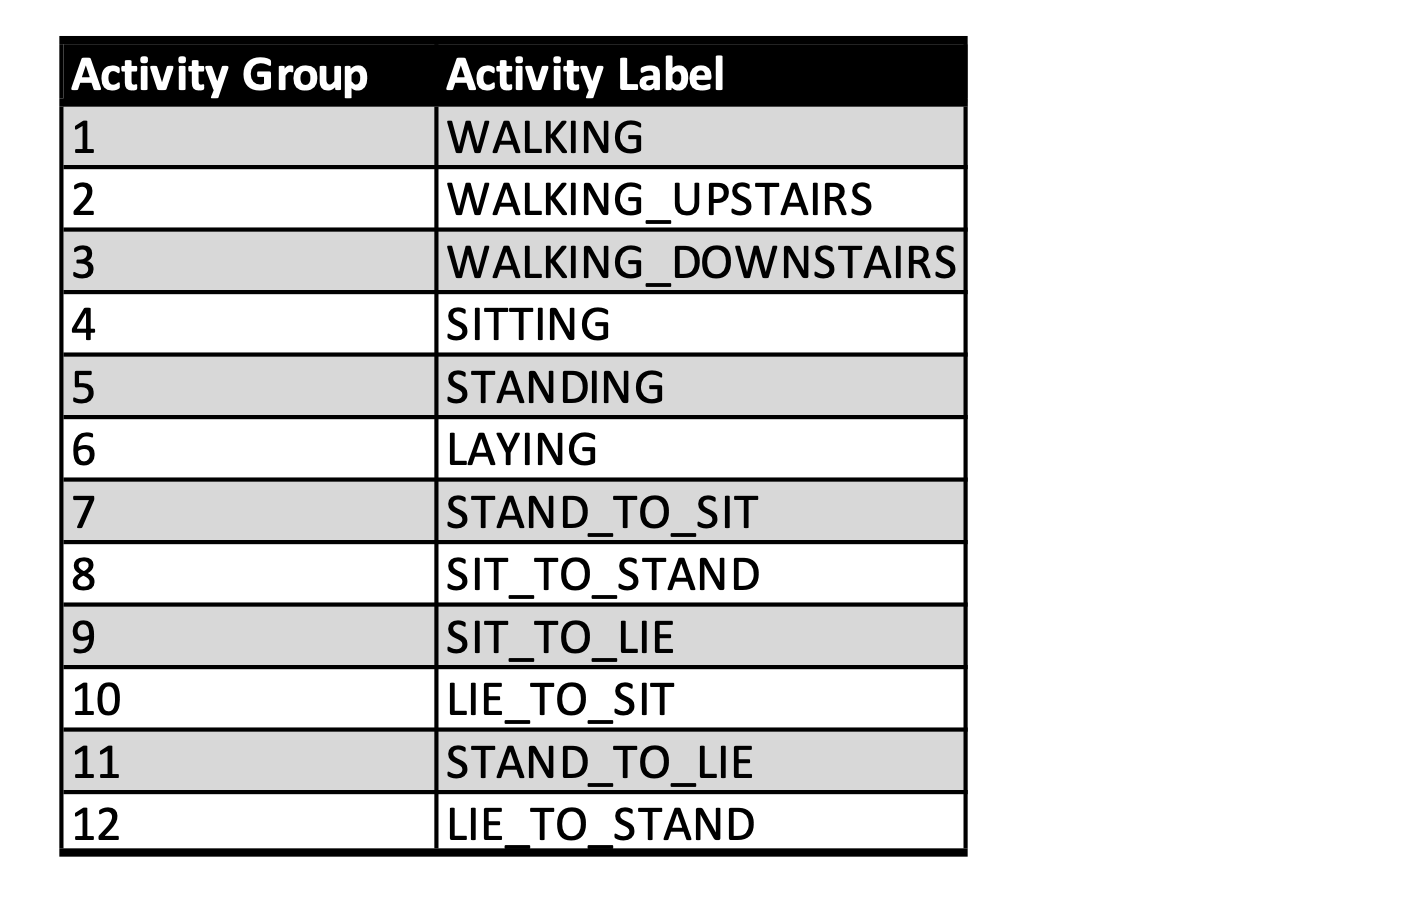 Activity Group Activity Label
1 WALKING
2 WALKING_UPSTAIRS
3 WALKING_DOWNSTAIRS
4 SITTING
5 STANDING
6 LAYING
7 STAND_TO_SIT
8 SIT_TO_STAND
9 SIT_TO_LIE
10 LIE_TO_SIT
11 STAND_TO_LIE
12 LIE_TO_STAND